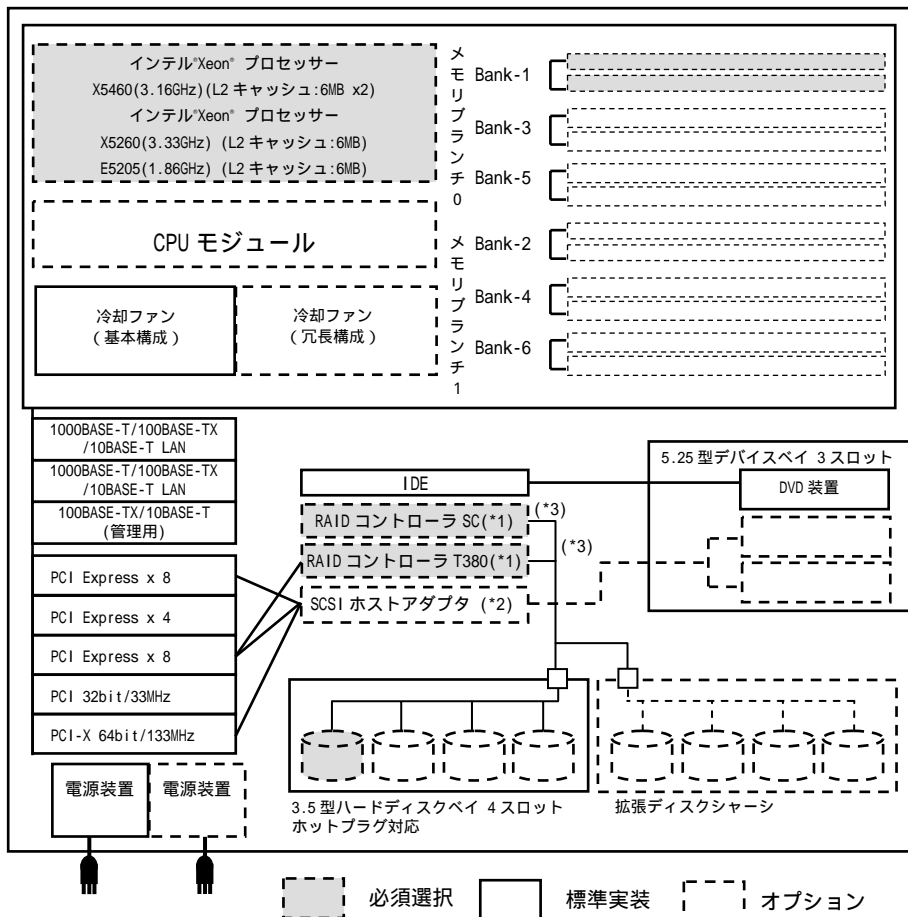 インテル®Xeon® プロセッサー
X5460(3.16GHz)(L2 キャッシュ:6MB x2)
インテル®Xeon® プロセッサー
X5260(3.33GHz) (L2 キャッシュ:6MB)
E5205(1.86GHz) (L2 キャッシュ:6MB)
CPU モジュール
冷却ファン
(基本構成)
冷却ファン
(冗長構成)
メモリブランチ0
Bank-1
Bank-3
Bank-5
メモリブランチ1
Bank-2
Bank-4
Bank-6
1000BASE-T/100BASE-TX
/10BASE-T LAN
1000BASE-T/100BASE-TX
/10BASE-T LAN
100BASE-TX/10BASE-T
(管理用)
PCI Express x 8
PCI Express x 4
PCI Express x 8
PCI 32bit/33MHz
PCI-X 64bit/133MHz
IDE
RAID コントローラ SC(*1)
(*3)
RAID コントローラ T380(*1)
(*3)
SCSI ホストアダプタ (*2)
5.25 型デバイスベイ 3 スロット
DVD 装置
3.5 型ハードディスクベイ 4 スロット
ホットプラグ対応
拡張ディスクシャーシ
電源装置
電源装置
必須選択
標準実装
オプション